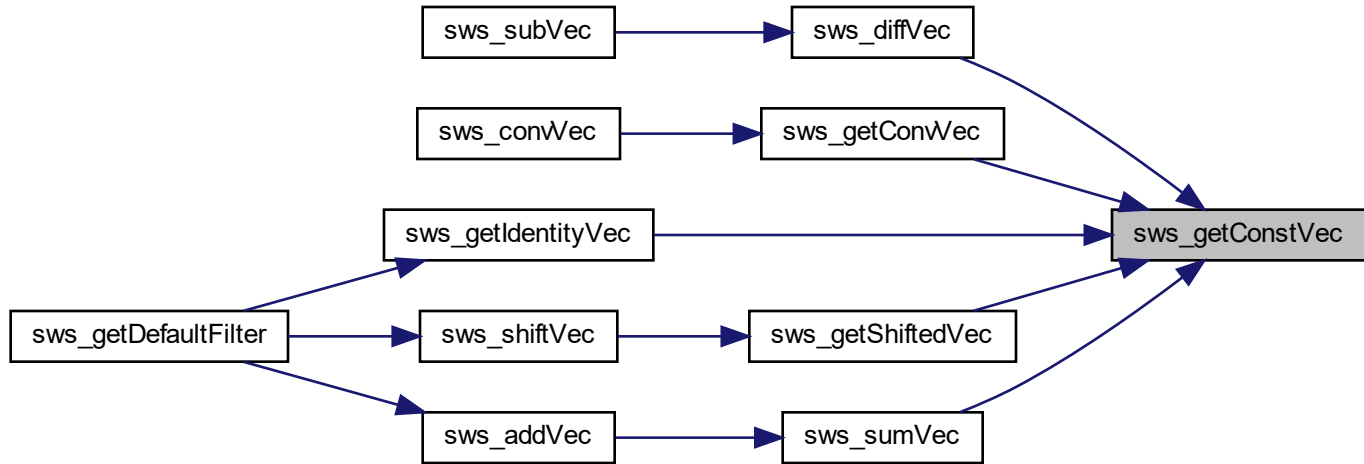 sws_subVec
sws_diffVec
sws_convVec
sws_getConvVec
sws_getIdentityVec
sws_getConstVec
sws_getDefaultFilter
sws_shiftVec
sws_getShiftedVec
sws_addVec
sws_sumVec